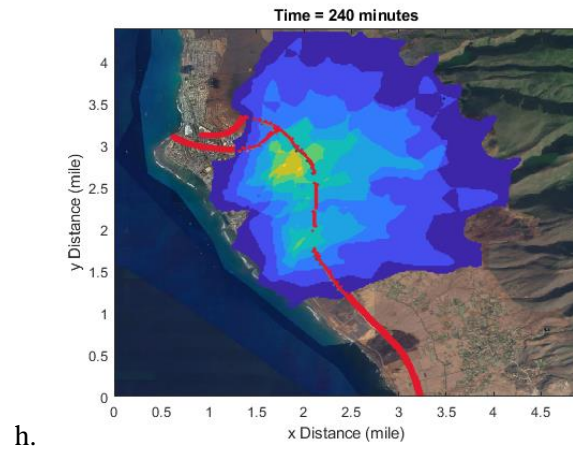 Time = 240 minutes
4
3.5
3
2.5
2
1.5
1
0.5
0
y Distance (mile)
0 0.5 1 1.5 2 2.5 3 3.5 4 4.5
x Distance (mile)
h.